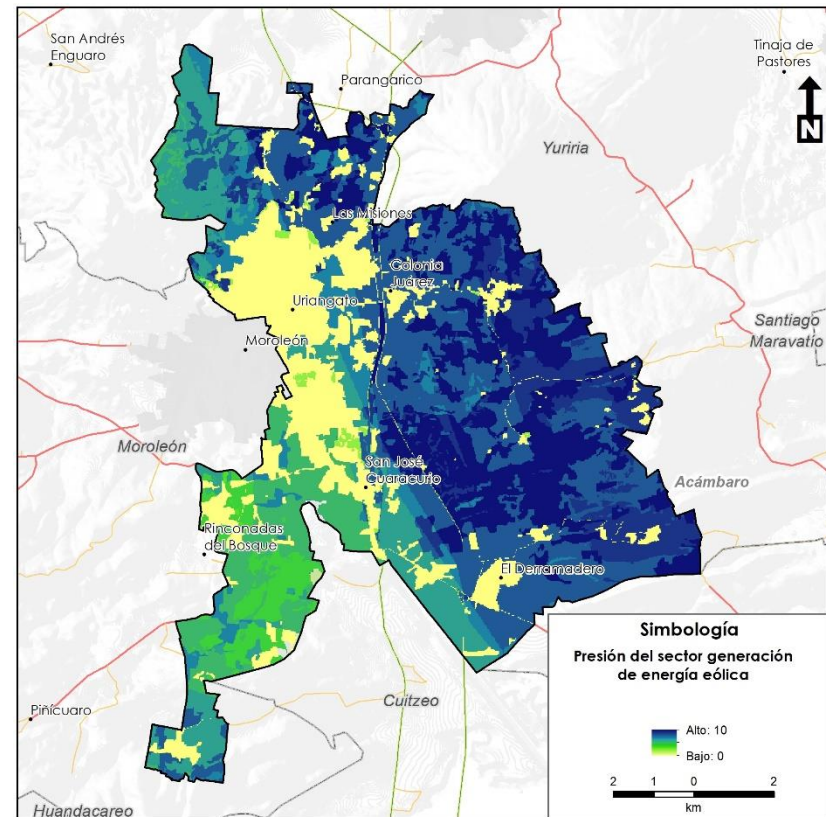 San Andrés
Enguaro
Tinaja de
Pastores
Parangarico
N
Yuriria
Las Misiones
Colonia
Juárez
Uriangato
Santiago
Maravatío
Moroleón
Moroleón
San José
Cuaracurio
Acámbaro
Rinconadas
del Bosque
El Derramadero
Simbología
Presión del sector generación
de energía eólica
Cuitzeo
Piñícuaro
Alto: 10
Bajo: 0
2 1 0 2
km
Huandacareo